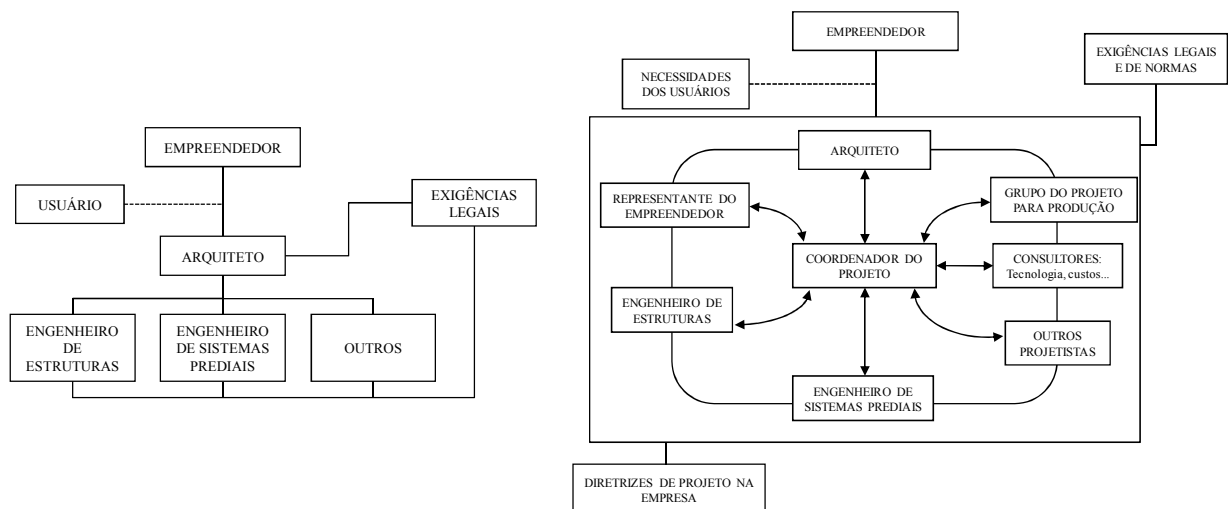 EMPREENDEDOR
USUÁRIO
EXIGÊNCIAS
LEGAIS
ARQUITETO
ENGENHEIRO
DE
ESTRUTURAS
ENGENHEIRO
DE SISTEMAS
PREDIAIS
OUTROS
EMPREENDEDOR
EXIGÊNCIAS LEGAIS
E DE NORMAS
NECESSIDADES
DOS USUÁRIOS
ARQUITETO
REPRESENTANTE DO
EMPREENDEDOR
GRUPO DO PROJETO
PARA PRODUÇÃO
COORDENADOR DO
PROJETO
CONSULTORES:
Tecnologia, custos...
ENGENHEIRO DE
ESTRUTURAS
OUTROS
PROJETISTAS
ENGENHEIRO DE
SISTEMAS PREDIAIS
DIRETRIZES DE PROJETO NA
EMPRESA